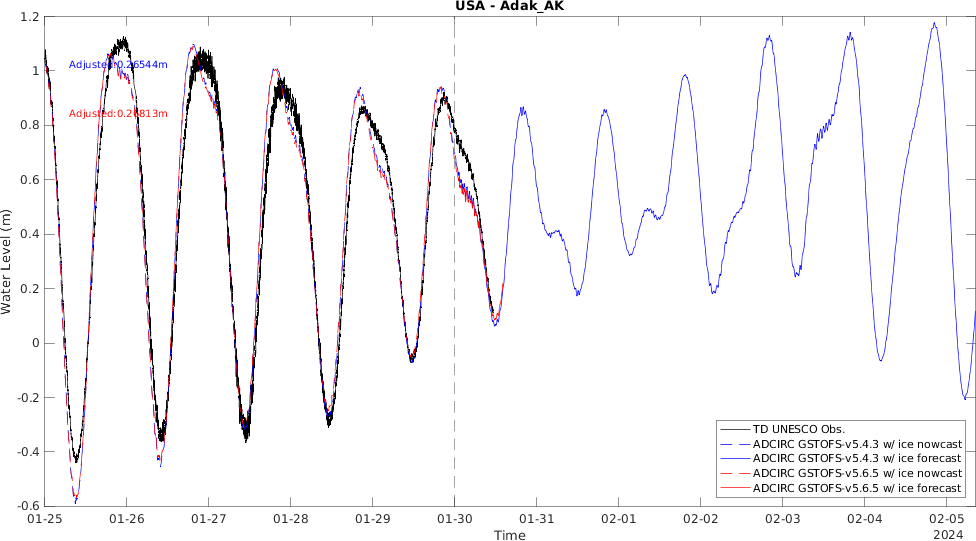 USA - Adak_AK
1.2
1
0.8
0.6
0.4
0.2
0
-0.2
-0.4
-0.6
Water Level (m)
Adjusted:0.26544m
Adjusted:0.26813m
TD UNESCO Obs.
ADCIRC GSTOFS-v5.4.3 w/ ice nowcast
ADCIRC GSTOFS-v5.4.3 w/ ice forecast
ADCIRC GSTOFS-v5.6.5 w/ ice nowcast
ADCIRC GSTOFS-v5.6.5 w/ ice forecast
01-25 01-26 01-27 01-28 01-29 01-30 01-31 02-01 02-02 02-03 02-04 02-05
Time
2024